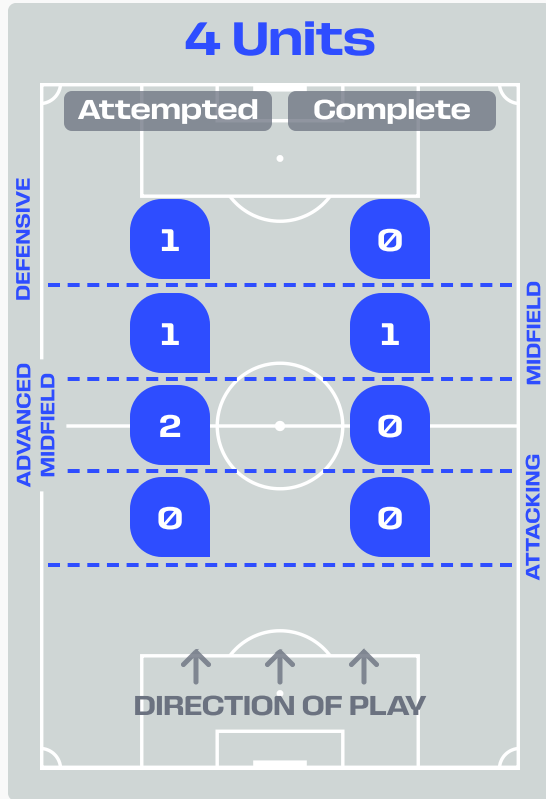 4 Units
Attempted Complete
DEFENSIVE
1 0
MIDFIELD
1 1
ADVANCED
MIDFIELD
2 0
ATTACKING
0 0
DIRECTION OF PLAY